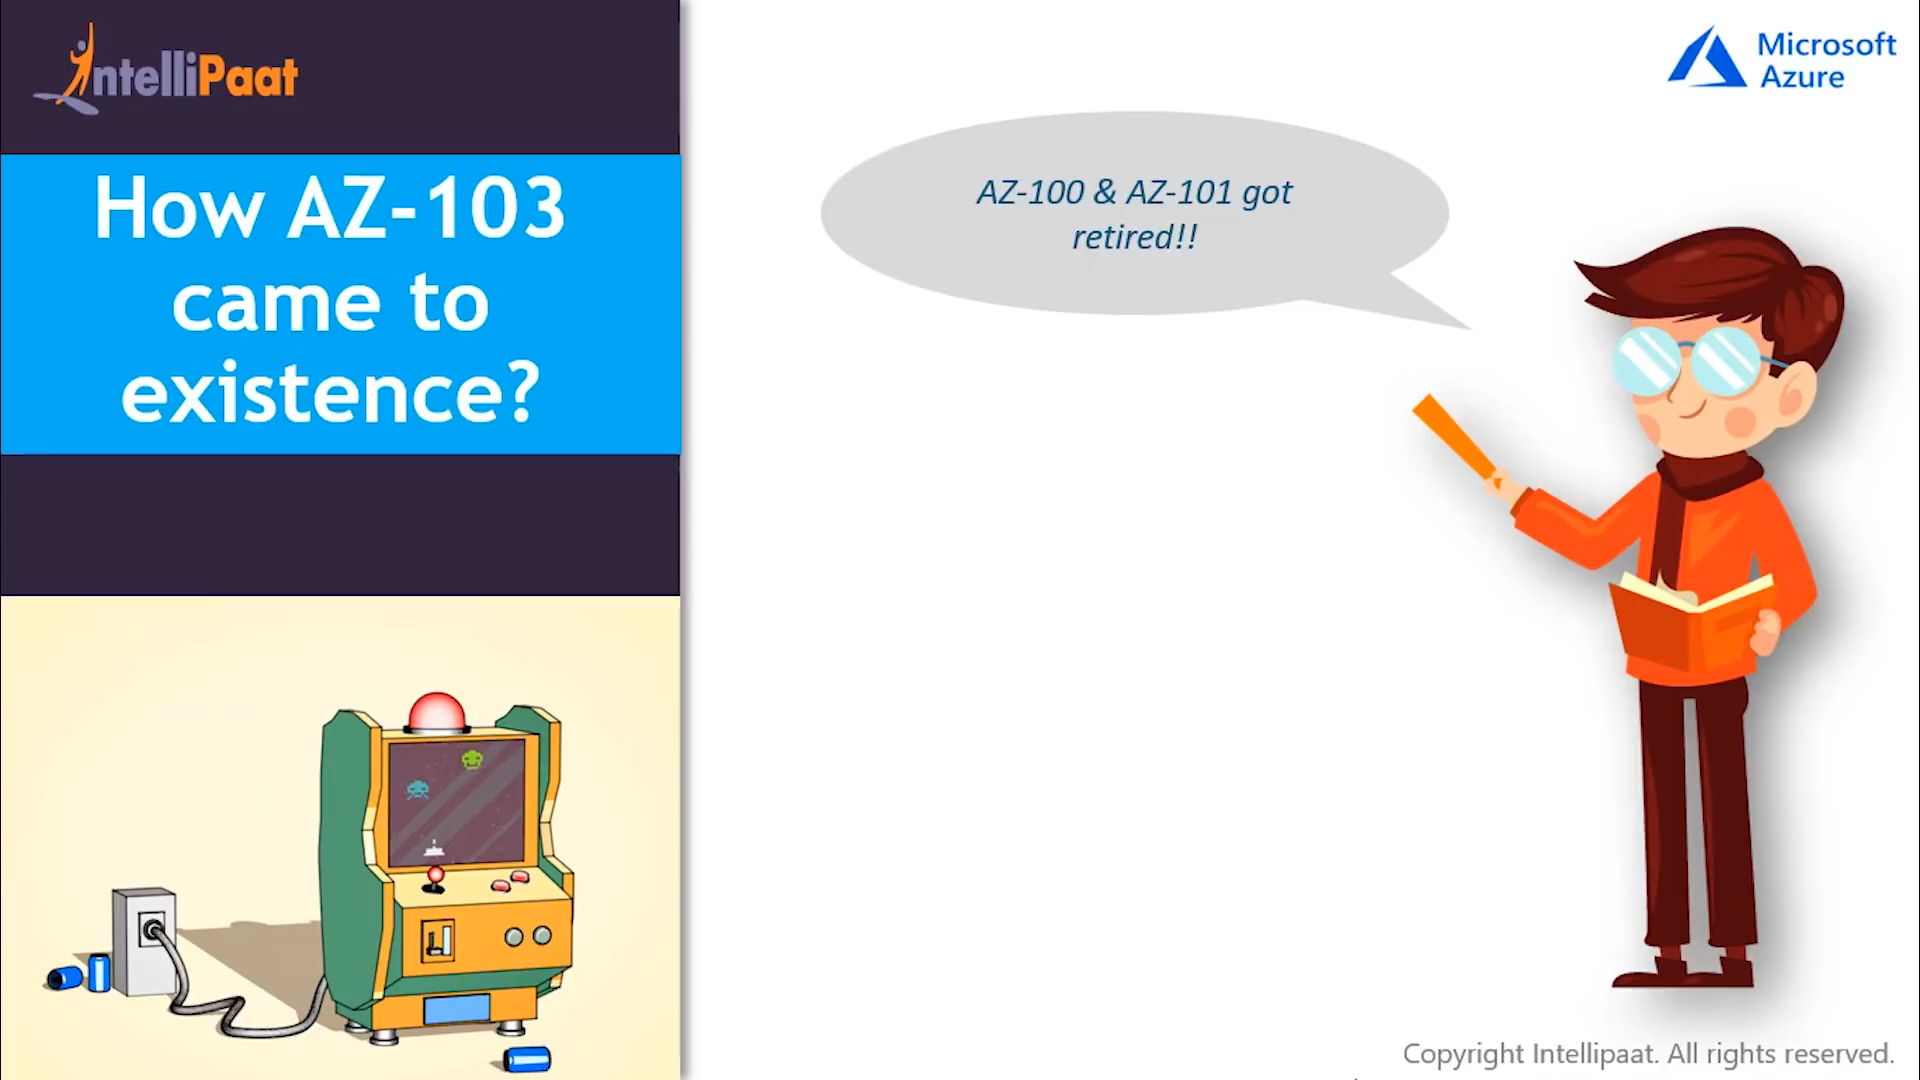 IntelliPaat
How AZ-103
came to
existence?
Microsoft
Azure
AZ-100 & AZ-101 got
retired!!
Copyright Intellipaat. All rights reserved.